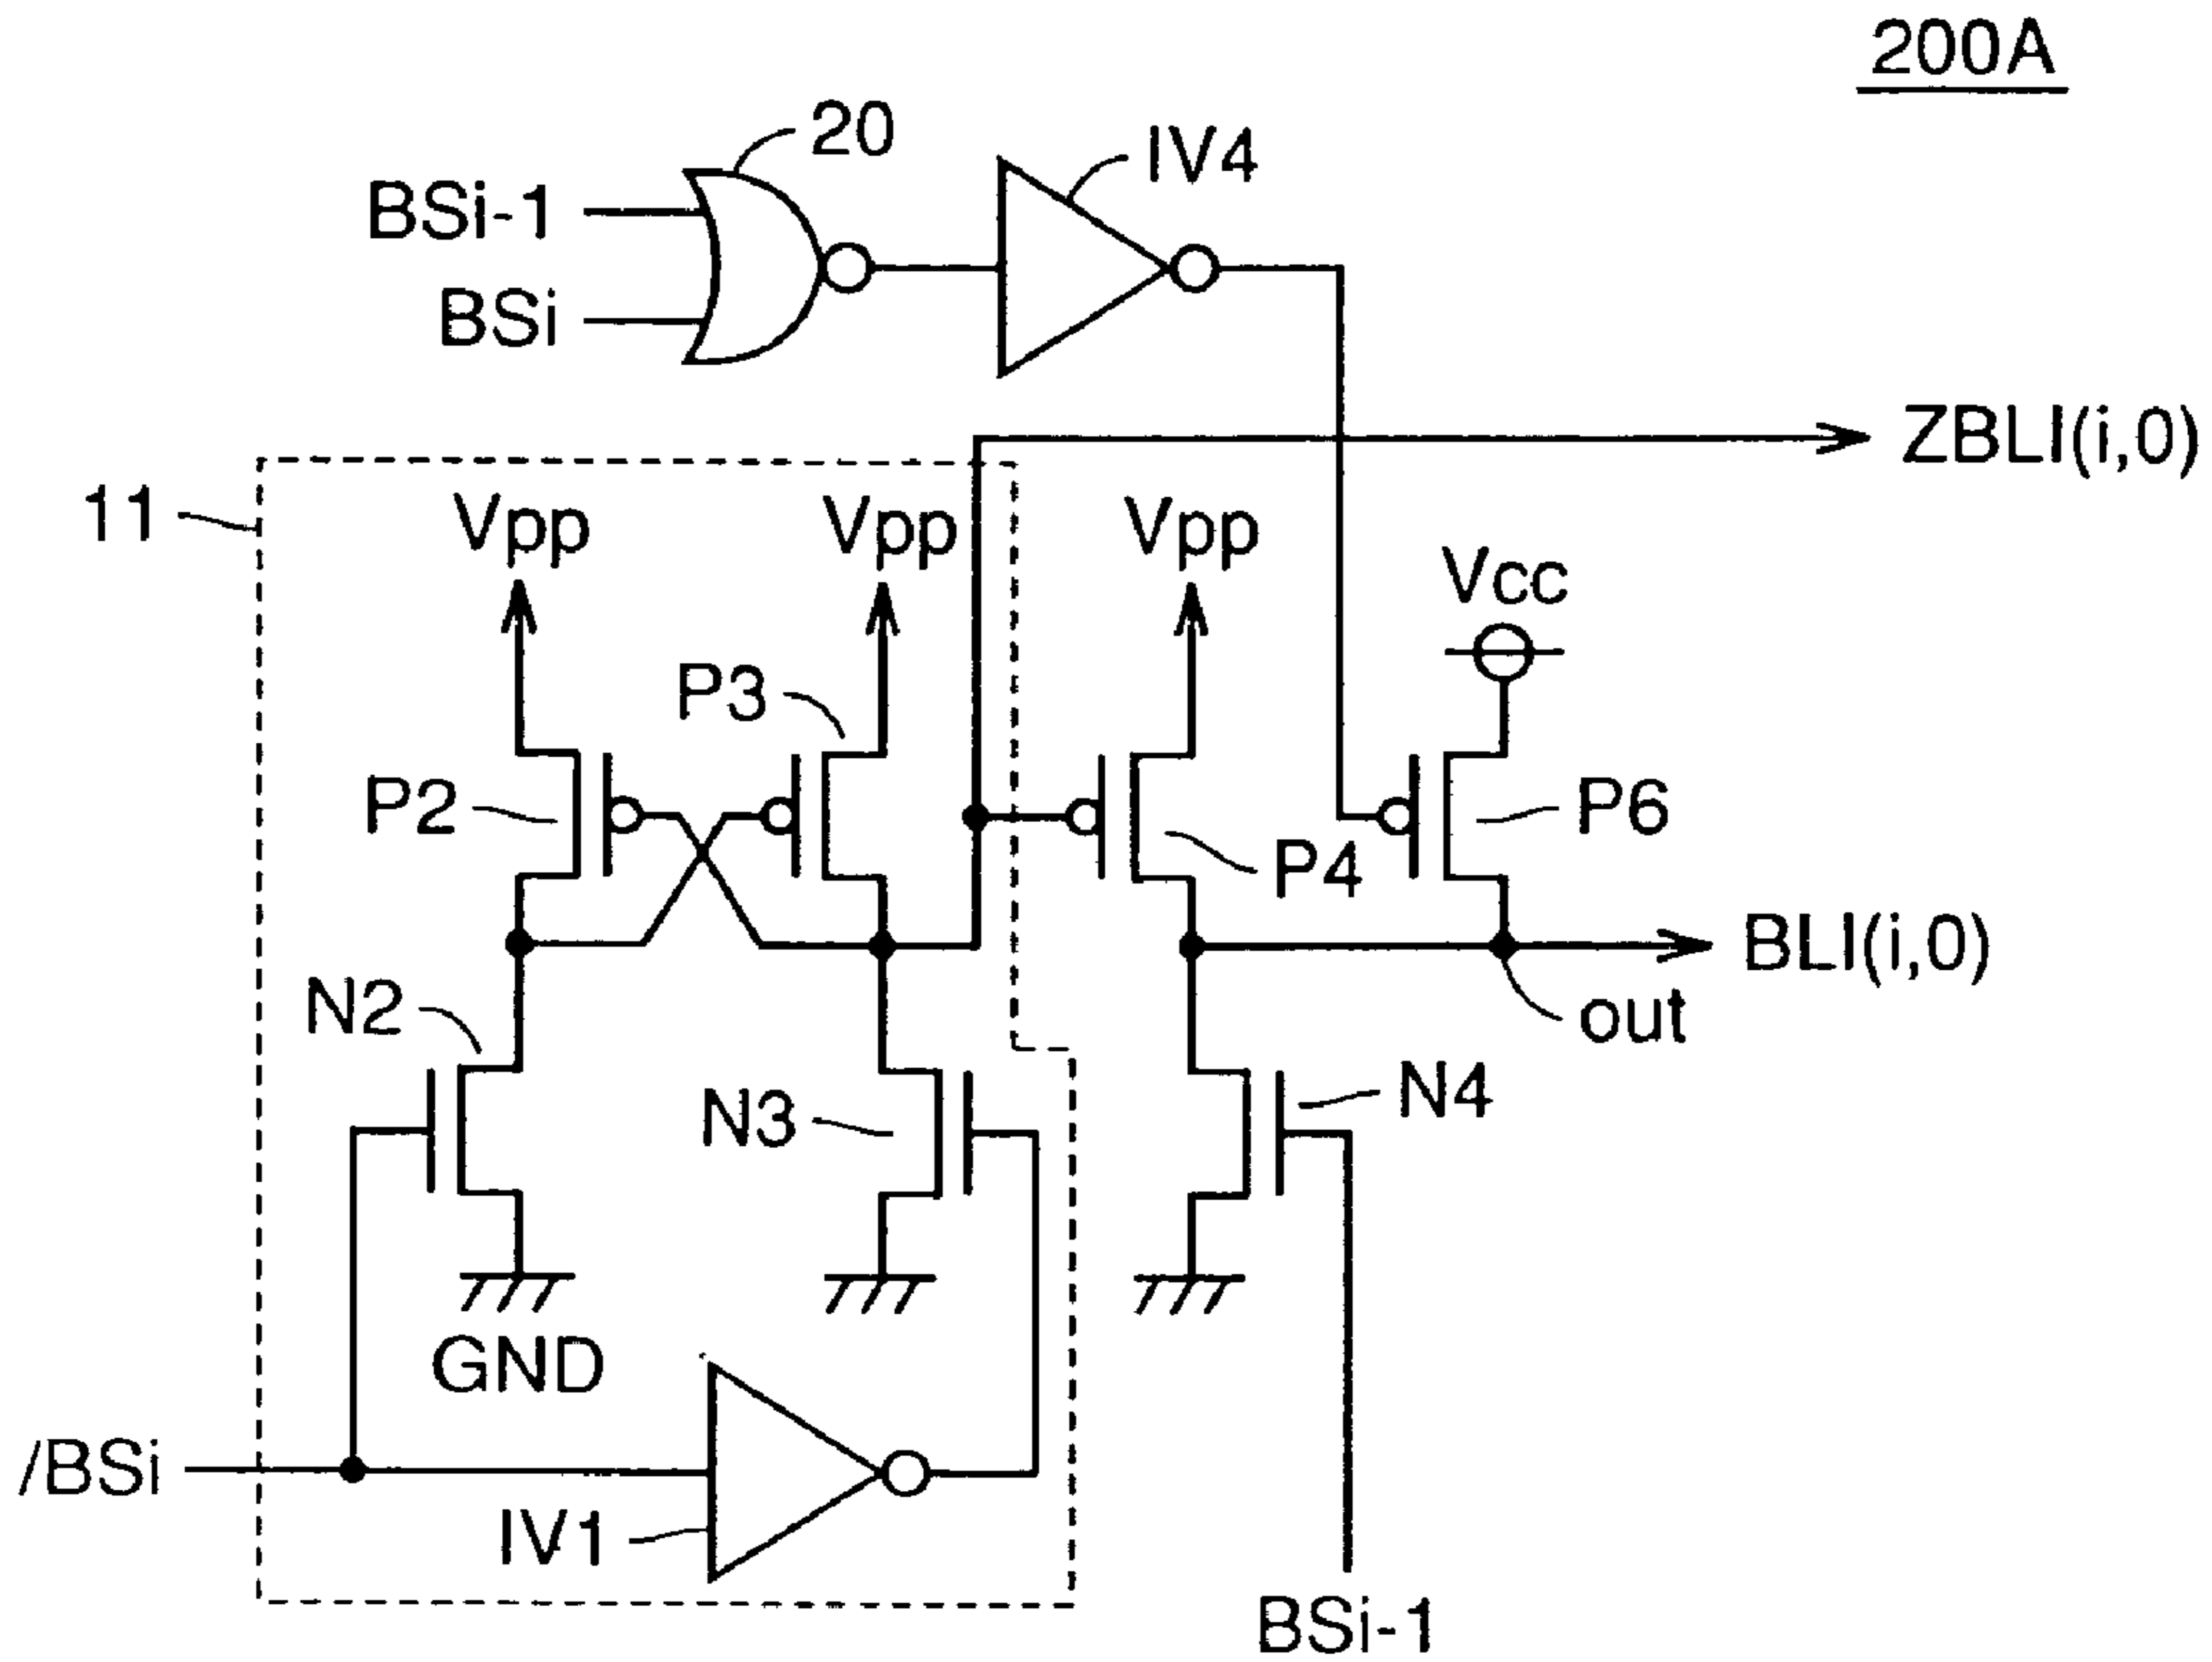 200A
20
IV4
BSi-1
BSi
ZBLI(i,0)
11
Vpp
Vpp
Vpp
Vcc
P3
P2
P6
P4
BLI(i,0)
N2
out
N3
N4
GND
/BSi
IV1
BSi-1